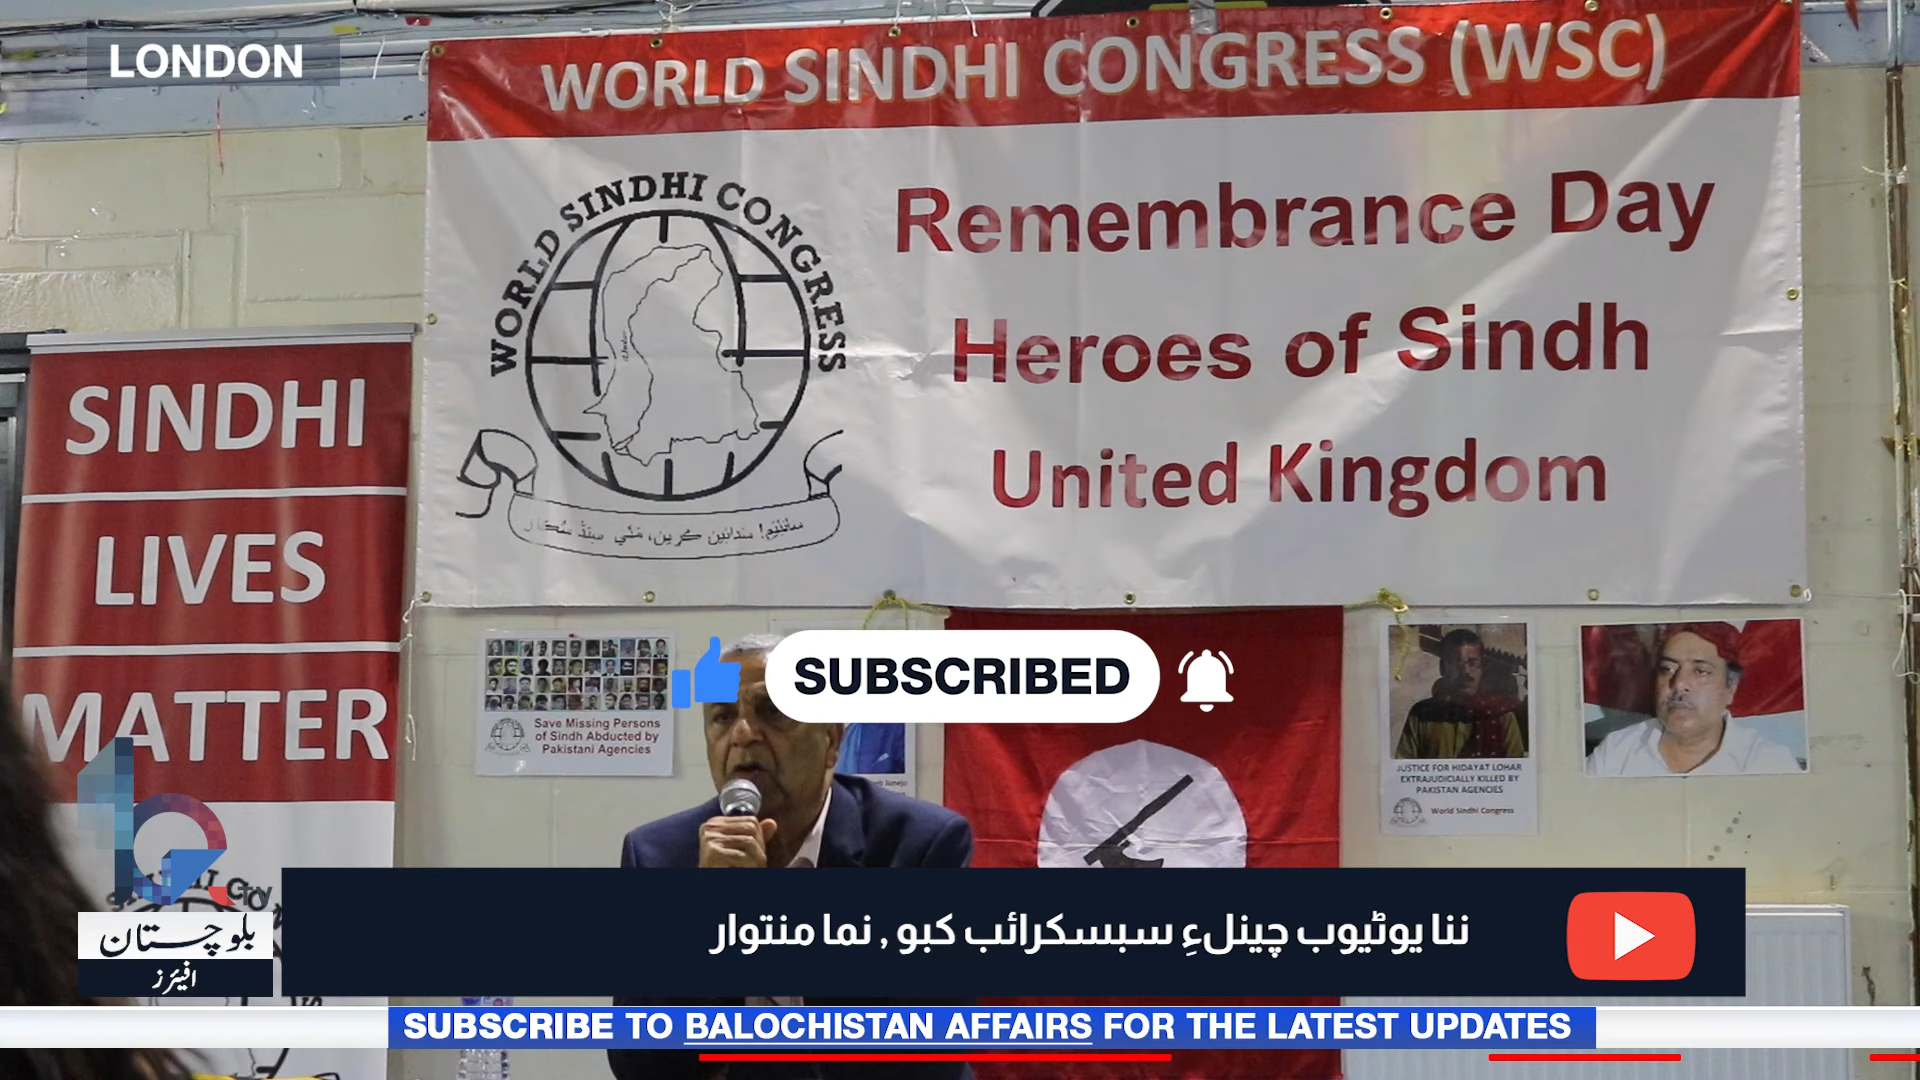 LONDON
WORLD SINDHI CONGRESS (WSC)
WORLD SINDHI CONGRESS
Remembrance Day
Heroes of Sindh
United Kingdom
SINDHI
LIVES
MATTER
Save Missing Persons
of Sindh Abducted by
Pakistani Agencies
SUBSCRIBED
JUSTICE FOR HIDAYAT LOHAR
EXTRAJUDICIALLY KILLED BY
PAKISTAN AGENCIES
World Sindhi Congress
tv
بلوچستان
افیئرز
ننا یوٹیوب چینلءِ سبسکرائب کبو , نما منتوار
SUBSCRIBE TO BALOCHISTAN AFFAIRS FOR THE LATEST UPDATES